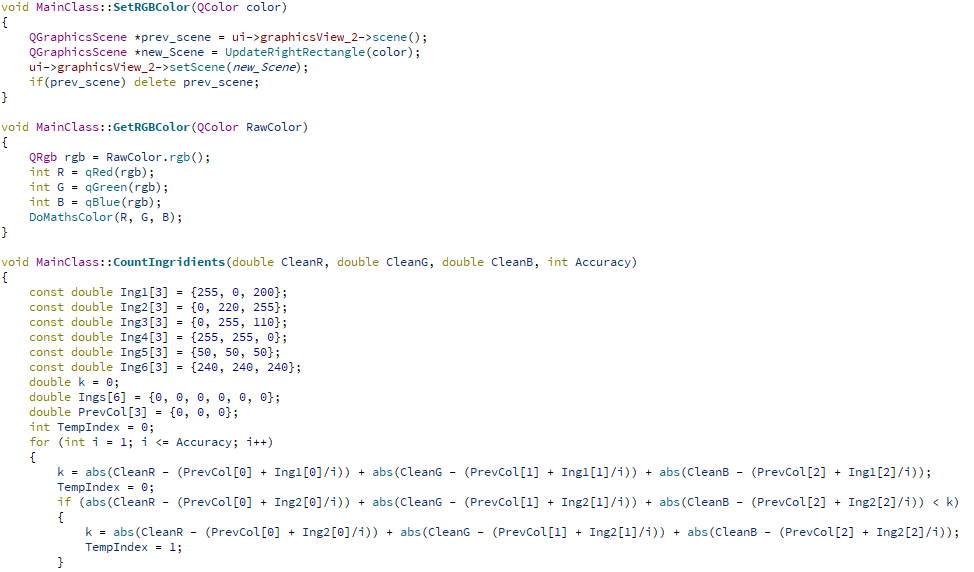 void MainClass::SetRGBColor(QColor color)
{
    QGraphicsScene *prev_scene = ui->graphicsView_2->scene();
    QGraphicsScene *new_Scene = UpdateRightRectangle(color);
    ui->graphicsView_2->setScene(new_Scene);
    if(prev_scene) delete prev_scene;
}

void MainClass::GetRGBColor(QColor RawColor)
{
    QRgb rgb = RawColor.rgb();
    int R = qRed(rgb);
    int G = qGreen(rgb);
    int B = qBlue(rgb);
    DoMathsColor(R, G, B);
}

void MainClass::CountIngridients(double CleanR, double CleanG, double CleanB, int Accuracy)
{
    const double Ing1[3] = {255, 0, 200};
    const double Ing2[3] = {0, 220, 255};
    const double Ing3[3] = {0, 255, 110};
    const double Ing4[3] = {255, 255, 0};
    const double Ing5[3] = {50, 50, 50};
    const double Ing6[3] = {240, 240, 240};
    double k = 0;
    double Ings[6] = {0, 0, 0, 0, 0, 0};
    double PrevCol[3] = {0, 0, 0};
    int TempIndex = 0;
    for (int i = 1; i <= Accuracy; i++)
    {
        k = abs(CleanR - (PrevCol[0] + Ing1[0]/i)) + abs(CleanG - (PrevCol[1] + Ing1[1]/i)) + abs(CleanB - (PrevCol[2] + Ing1[2]/i));
        TempIndex = 0;
        if (abs(CleanR - (PrevCol[0] + Ing2[0]/i)) + abs(CleanG - (PrevCol[1] + Ing2[1]/i)) + abs(CleanB - (PrevCol[2] + Ing2[2]/i)) < k)
        {
            k = abs(CleanR - (PrevCol[0] + Ing2[0]/i)) + abs(CleanG - (PrevCol[1] + Ing2[1]/i)) + abs(CleanB - (PrevCol[2] + Ing2[2]/i));
            TempIndex = 1;
        }